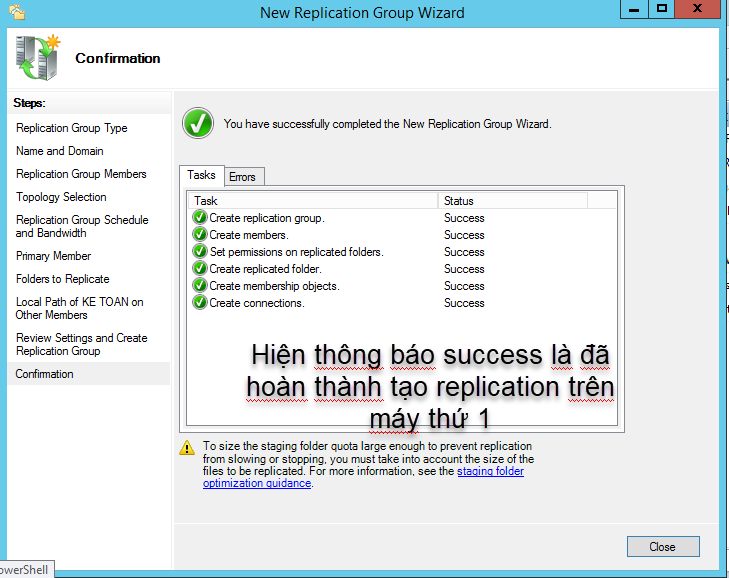 New Replication Group Wizard
Confirmation
Steps:
Replication Group Type
Name and Domain
Replication Group Members
Topology Selection
Replication Group Schedule
and Bandwidth
Primary Member
Folders to Replicate
Local Path of KE TOAN on
Other Members
Review Settings and Create
Replication Group
Confirmation
You have successfully completed the New Replication Group Wizard.
Tasks Errors
Task Status
Create replication group. Success
Create members. Success
Set permissions on replicated folders. Success
Create replicated folder. Success
Create membership objects. Success
Create connections. Success
Hiện thông báo success là đã
hoàn thành tạo replication trên
máy thứ 1
To size the staging folder quota large enough to prevent replication
from slowing or stopping, you must take into account the size of the
files to be replicated. For more information, see the staging folder
optimization guidance.
Close
owerShell